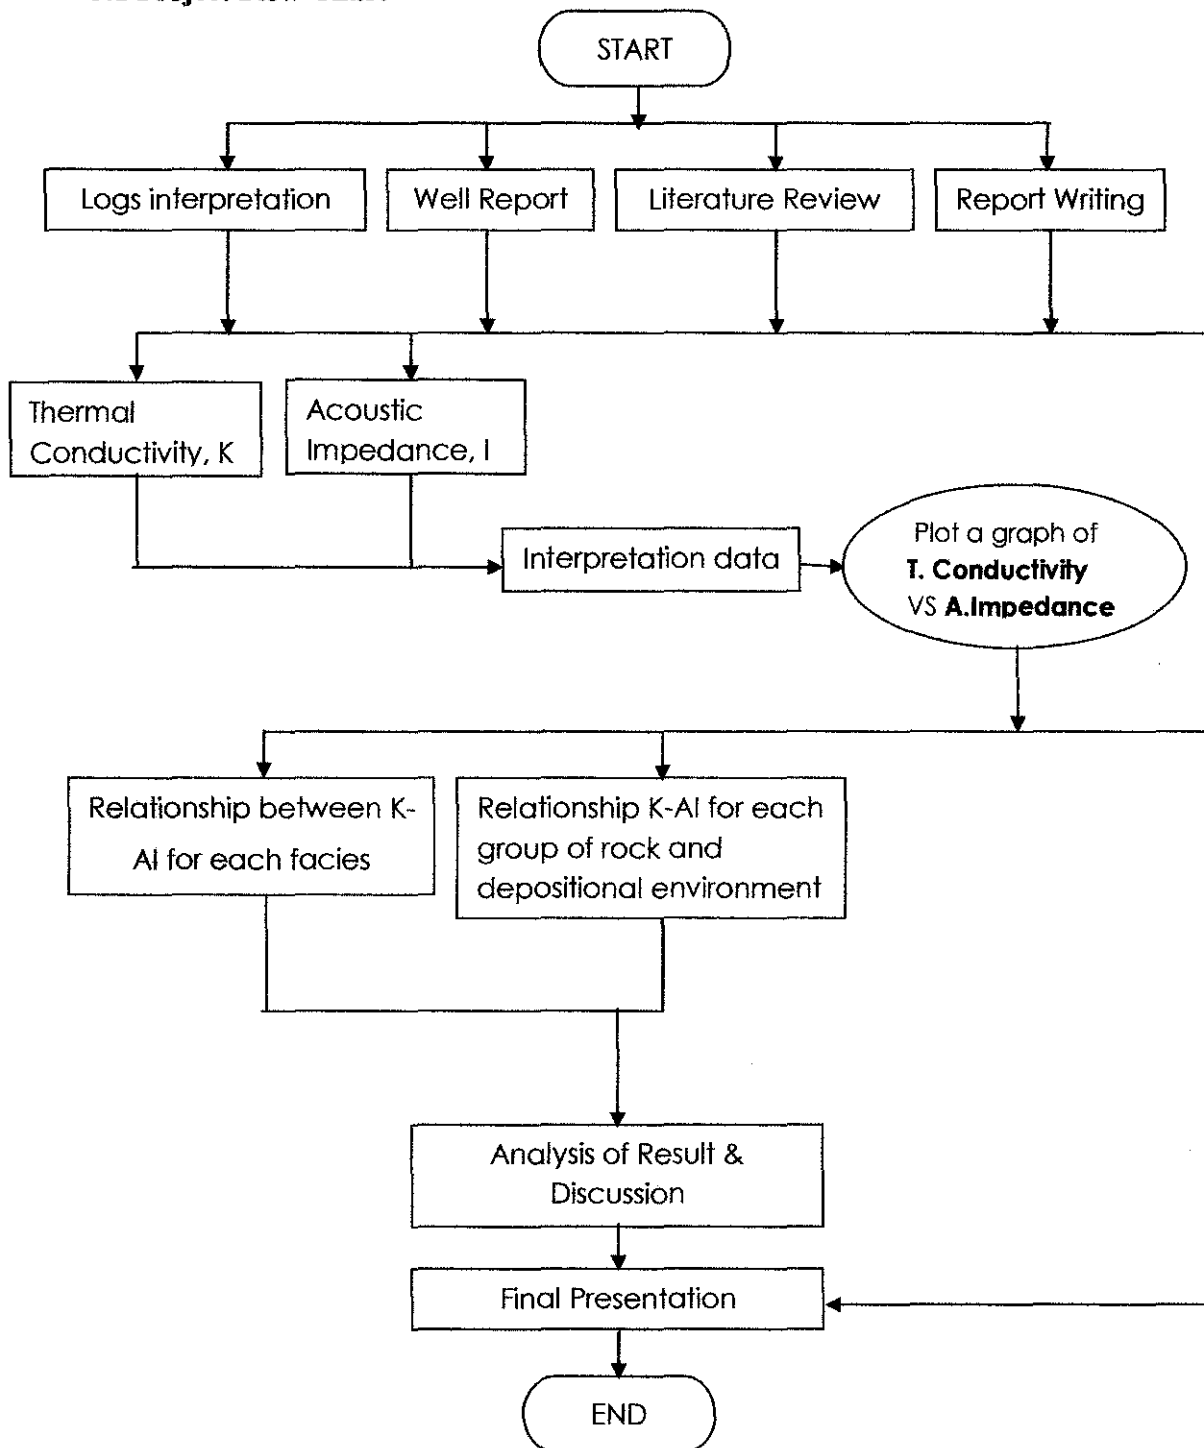 START
Logs interpretation
Well Report
Literature Review
Report Writing
Thermal
Conductivity, K
Acoustic
Impedance, I
Interpretation data
Plot a graph of
T. Conductivity
VS A.Impedance
Relationship between K-
AI for each facies
Relationship K-AI for each
group of rock and
depositional environment
Analysis of Result &
Discussion
Final Presentation
END